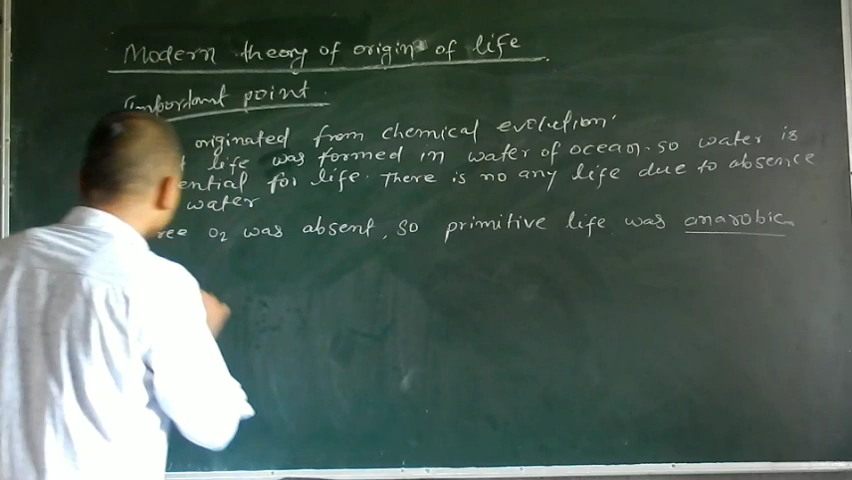 Modern theory of origin of life
Important point
originated from chemical evolution.
life was formed in water of ocean. so water is
ential for life. There is no any life due to absence
water
ree O2 was absent, so primitive life was anarobic